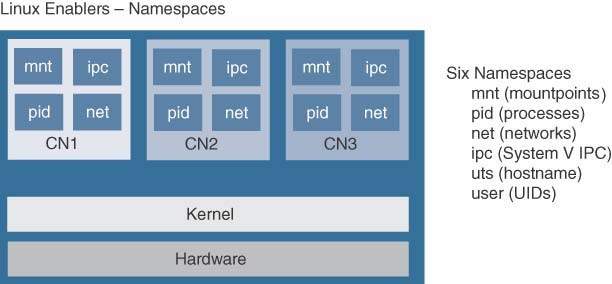 Linux Enablers – Namespaces
mnt ipc
pid net
CN1
mnt ipc
pid net
CN2
mnt ipc
pid net
CN3
Kernel
Hardware
Six Namespaces
mnt (mountpoints)
pid (processes)
net (networks)
ipc (System V IPC)
uts (hostname)
user (UIDs)